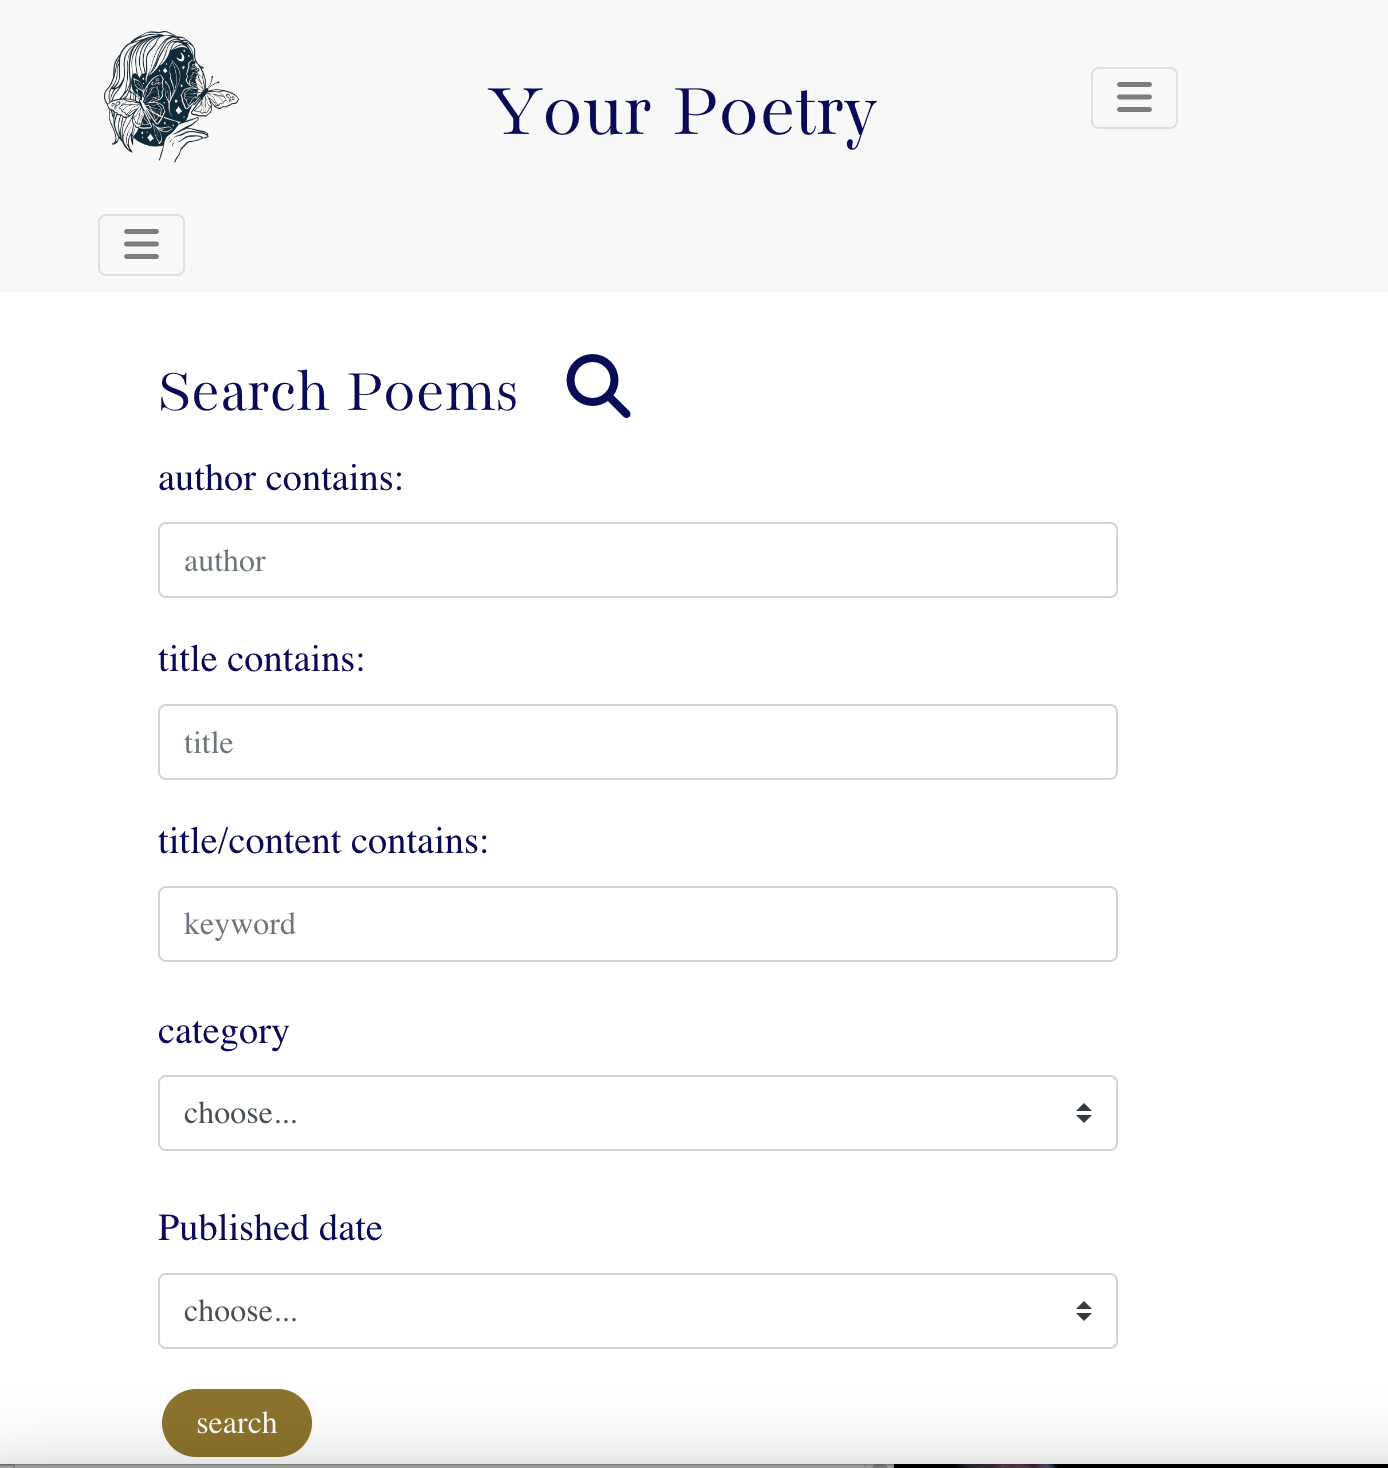 Your Poetry
Search Poems
author contains:
author
title contains:
title
title/content contains:
keyword
category
choose...
Published date
choose...
search